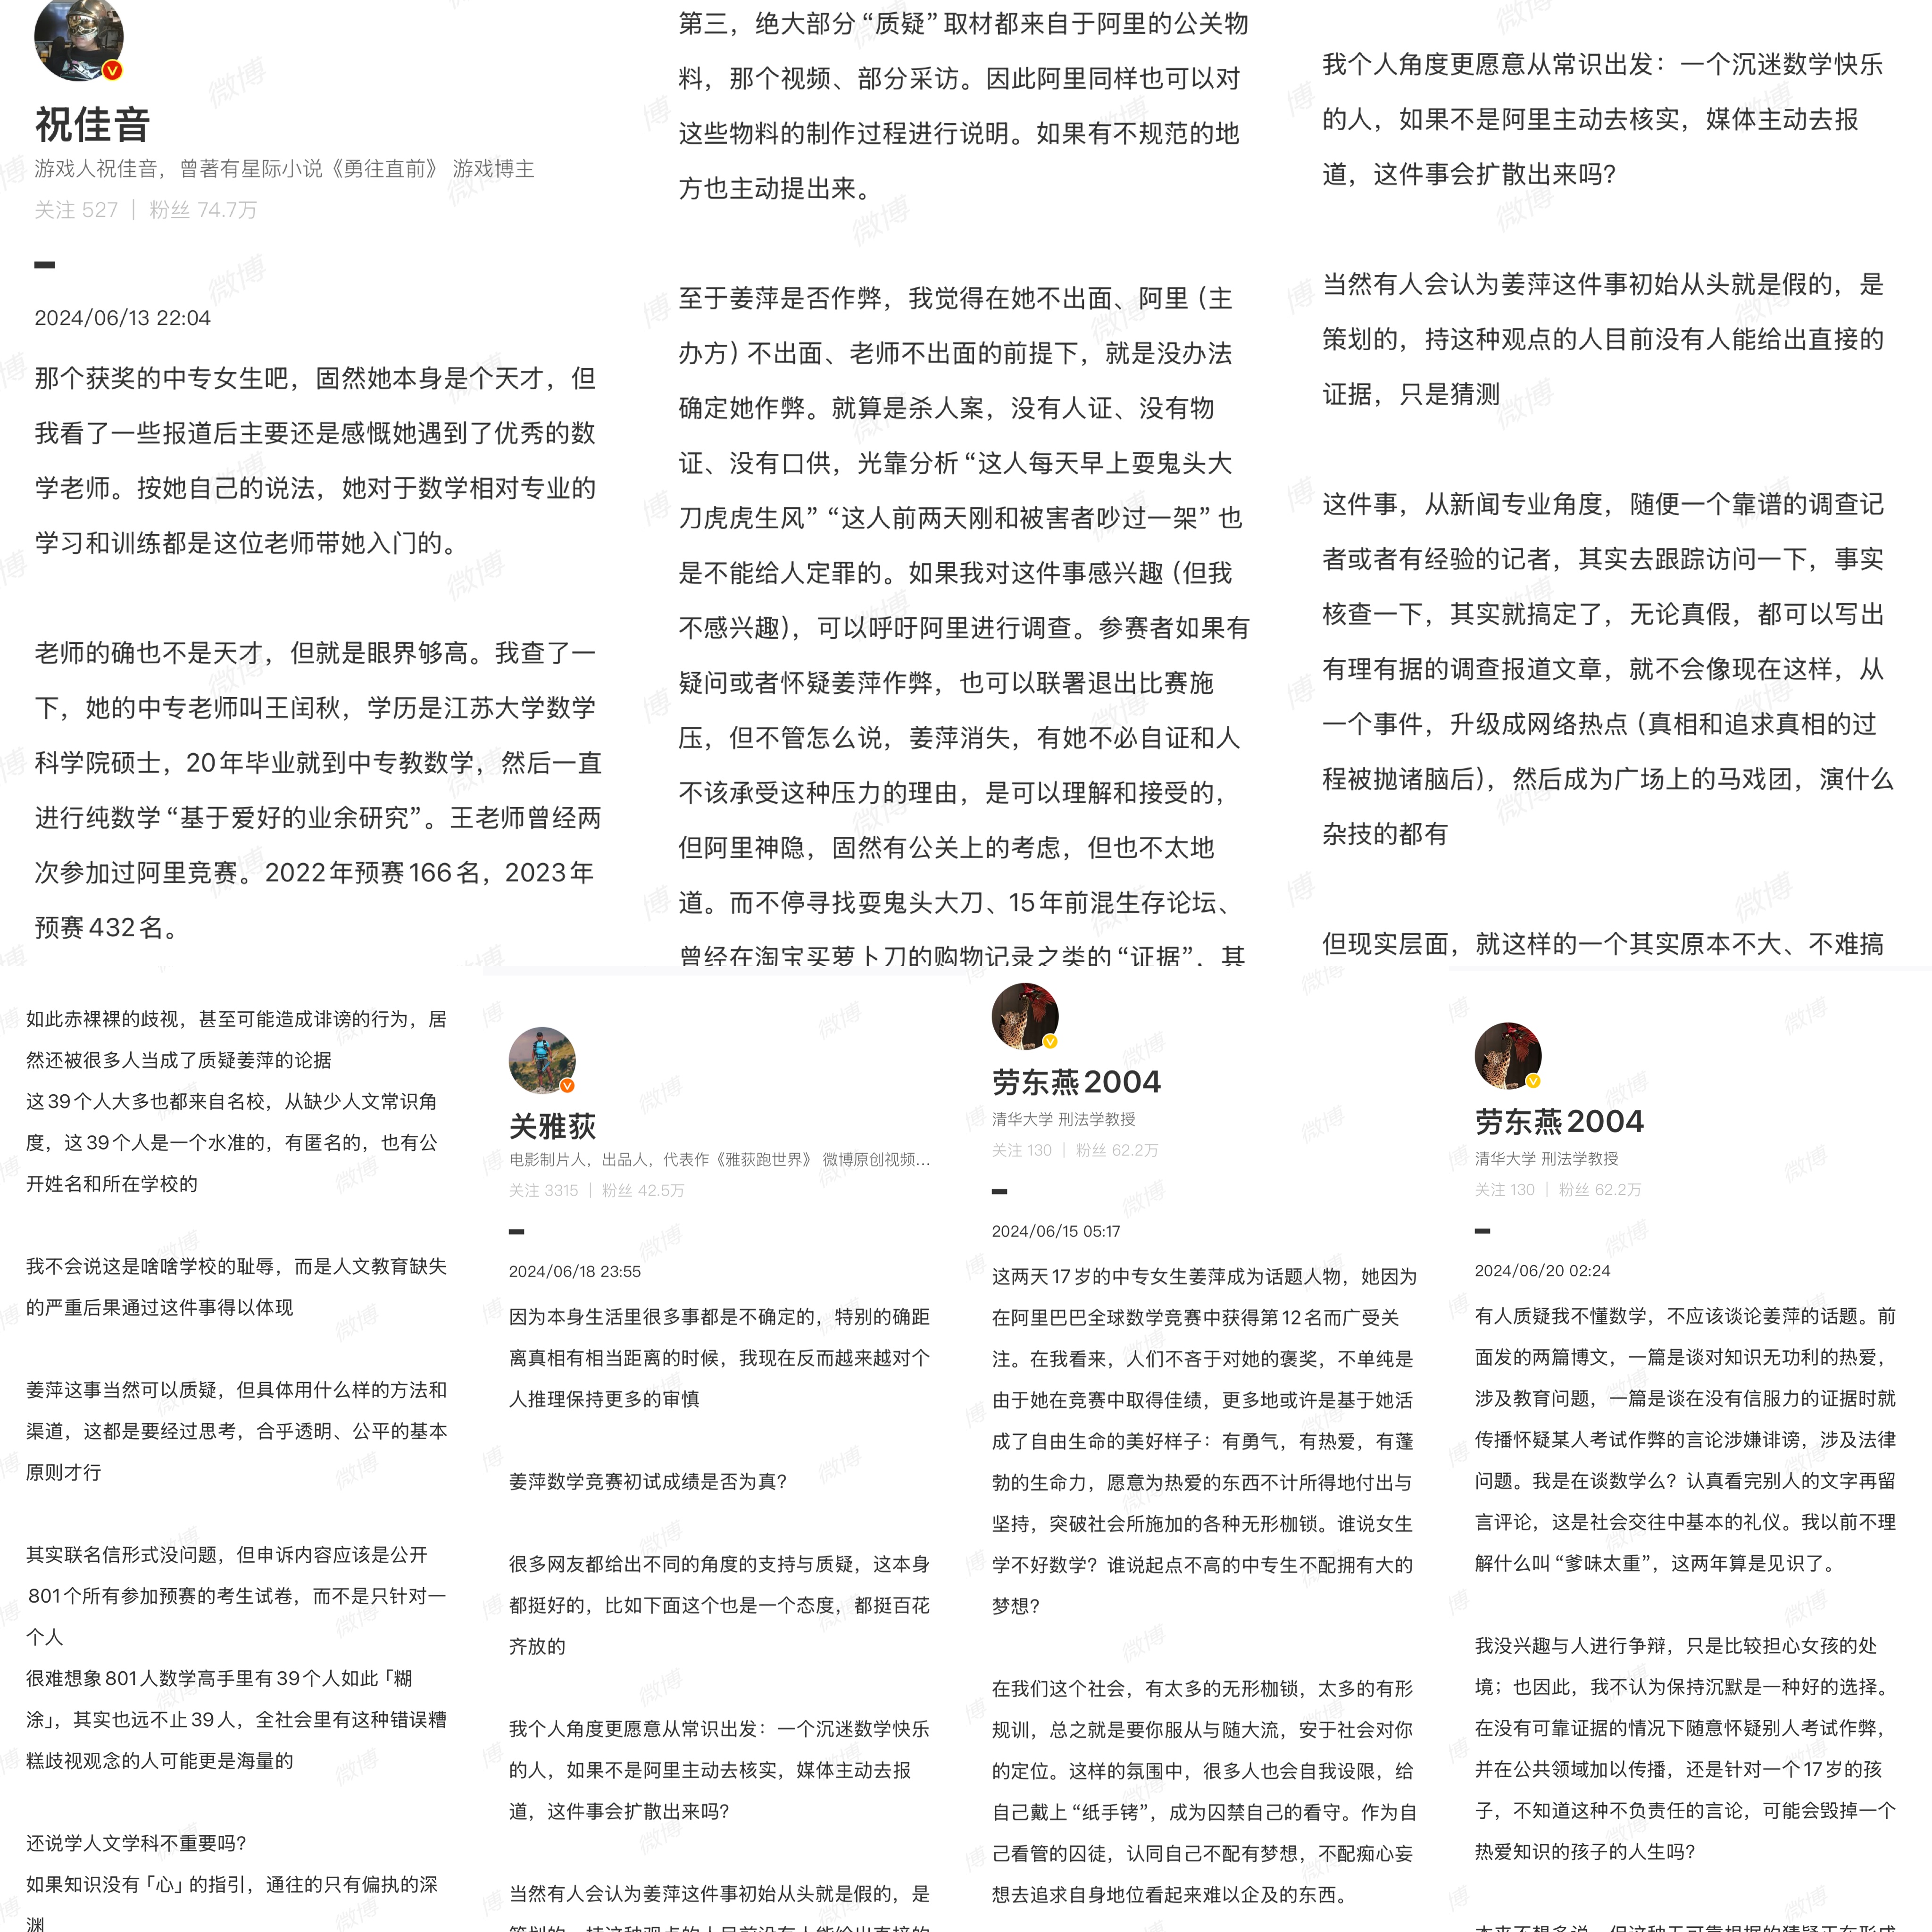 祝佳音
游戏人祝佳音，曾著有星际小说《勇往直前》 游戏博主
关注 527 | 粉丝 74.7万
2024/06/13 22:04
那个获奖的中专女生吧，固然她本身是个天才，但
我看了一些报道后主要还是感慨她遇到了优秀的数
学老师。按她自己的说法，她对于数学相对专业的
学习和训练都是这位老师带她入门的。
老师的确也不是天才，但就是眼界够高。我查了一
下，她的中专老师叫王闰秋，学历是江苏大学数学
科学院硕士，20年毕业就到中专教数学，然后一直
进行纯数学“基于爱好的业余研究”。王老师曾经两
次参加过阿里竞赛。2022年预赛166名，2023年
预赛432名。
第三，绝大部分“质疑”取材都来自于阿里的公关物
料，那个视频、部分采访。因此阿里同样也可以对
这些物料的制作过程进行说明。如果有不规范的地
方也主动提出来。
至于姜萍是否作弊，我觉得在她不出面、阿里（主
办方）不出面、老师不出面的前提下，就是没办法
确定她作弊。就算是杀人案，没有人证、没有物
证、没有口供，光靠分析“这人每天早上耍鬼头大
刀虎虎生风”“这人前两天刚和被害者吵过一架”也
是不能给人定罪的。如果我对这件事感兴趣（但我
不感兴趣），可以呼吁阿里进行调查。参赛者如果有
疑问或者怀疑姜萍作弊，也可以联署退出比赛施
压，但不管怎么说，姜萍消失，有她不必自证和人
不该承受这种压力的理由，是可以理解和接受的，
但阿里神隐，固然有公关上的考虑，但也不太地
道。而不停寻找耍鬼头大刀、15年前混生存论坛、
曾经在淘宝买萝卜刀的购物记录之类的“证据”，其
我个人角度更愿意从常识出发：一个沉迷数学快乐
的人，如果不是阿里主动去核实，媒体主动去报
道，这件事会扩散出来吗？
当然有人会认为姜萍这件事初始从头就是假的，是
策划的，持这种观点的人目前没有人能给出直接的
证据，只是猜测
这件事，从新闻专业角度，随便一个靠谱的调查记
者或者有经验的记者，其实去跟踪访问一下，事实
核查一下，其实就搞定了，无论真假，都可以写出
有理有据的调查报道文章，就不会像现在这样，从
一个事件，升级成网络热点（真相和追求真相的过
程被抛诸脑后），然后成为广场上的马戏团，演什么
杂技的都有
但现实层面，就这样的一个其实原本不大、不难搞
如此赤裸裸的歧视，甚至可能造成诽谤的行为，居
然还被很多人当成了质疑姜萍的论据
这39个人大多也都来自名校，从缺少人文常识角
度，这39个人是一个水准的，有匿名的，也有公
开姓名和所在学校的
我不会说这是啥啥学校的耻辱，而是人文教育缺失
的严重后果通过这件事得以体现
姜萍这事当然可以质疑，但具体用什么样的方法和
渠道，这都是要经过思考，合乎透明、公平的基本
原则才行
其实联名信形式没问题，但申诉内容应该是公开
801个所有参加预赛的考生试卷，而不是只针对一
个人
很难想象801人数学高手里有39个人如此「糊
涂」，其实也远不止39人，全社会里有这种错误糟
糕歧视观念的人可能更是海量的
还说学人文学科不重要吗？
如果知识没有「心」的指引，通往的只有偏执的深
渊
关雅荻
电影制片人，出品人，代表作《雅荻跑世界》 微博原创视频...
关注 3315 | 粉丝 42.5万
2024/06/18 23:55
因为本身生活里很多事都是不确定的，特别的确距
离真相有相当距离的时候，我现在反而越来越对个
人推理保持更多的审慎
姜萍数学竞赛初试成绩是否为真？
很多网友都给出不同的角度的支持与质疑，这本身
都挺好的，比如下面这个也是一个态度，都挺百花
齐放的
我个人角度更愿意从常识出发：一个沉迷数学快乐
的人，如果不是阿里主动去核实，媒体主动去报
道，这件事会扩散出来吗？
当然有人会认为姜萍这件事初始从头就是假的，是
劳东燕2004
清华大学 刑法学教授
关注 130 | 粉丝 62.2万
2024/06/15 05:17
这两天17岁的中专女生姜萍成为话题人物，她因为
在阿里巴巴全球数学竞赛中获得第12名而广受关
注。在我看来，人们不吝于对她的褒奖，不单纯是
由于她在竞赛中取得佳绩，更多地或许是基于她活
成了自由生命的美好样子：有勇气，有热爱，有蓬
勃的生命力，愿意为热爱的东西不计所得地付出与
坚持，突破社会所施加的各种无形枷锁。谁说女生
学不好数学？谁说起点不高的中专生不配拥有大的
梦想？
在我们这个社会，有太多的无形枷锁，太多的有形
规训，总之就是要你服从与随大流，安于社会对你
的定位。这样的氛围中，很多人也会自我设限，给
自己戴上“纸手铐”，成为囚禁自己的看守。作为自
己看管的囚徒，认同自己不配有梦想，不配痴心妄
想去追求自身地位看起来难以企及的东西。
劳东燕2004
清华大学 刑法学教授
关注 130 | 粉丝 62.2万
2024/06/20 02:24
有人质疑我不懂数学，不应该谈论姜萍的话题。前
面发的两篇博文，一篇是谈对知识无功利的热爱，
涉及教育问题，一篇是谈在没有信服力的证据时就
传播怀疑某人考试作弊的言论涉嫌诽谤，涉及法律
问题。我是在谈数学么？认真看完别人的文字再留
言评论，这是社会交往中基本的礼仪。我以前不理
解什么叫“爹味太重”，这两年算是见识了。
我没兴趣与人进行争辩，只是比较担心女孩的处
境；也因此，我不认为保持沉默是一种好的选择。
在没有可靠证据的情况下随意怀疑别人考试作弊，
并在公共领域加以传播，还是针对一个17岁的孩
子，不知道这种不负责任的言论，可能会毁掉一个
热爱知识的孩子的人生吗？